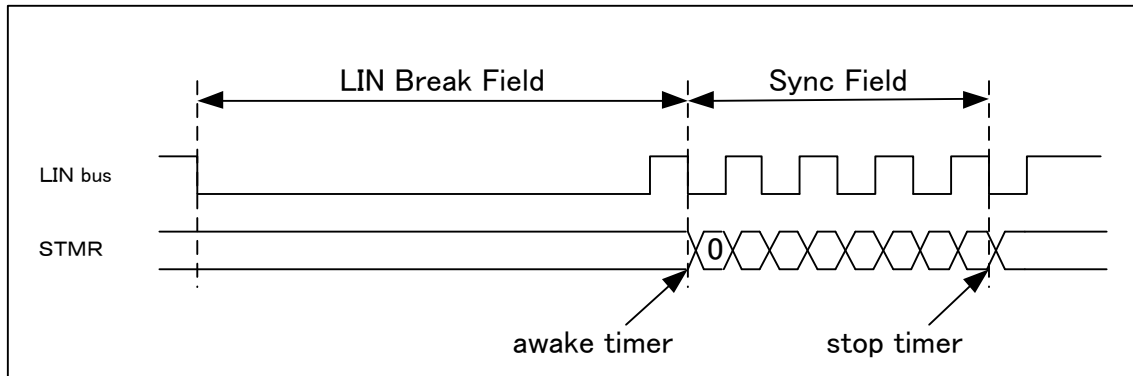 LIN Break Field
Sync Field
LIN bus
STMR
0
awake timer
stop timer